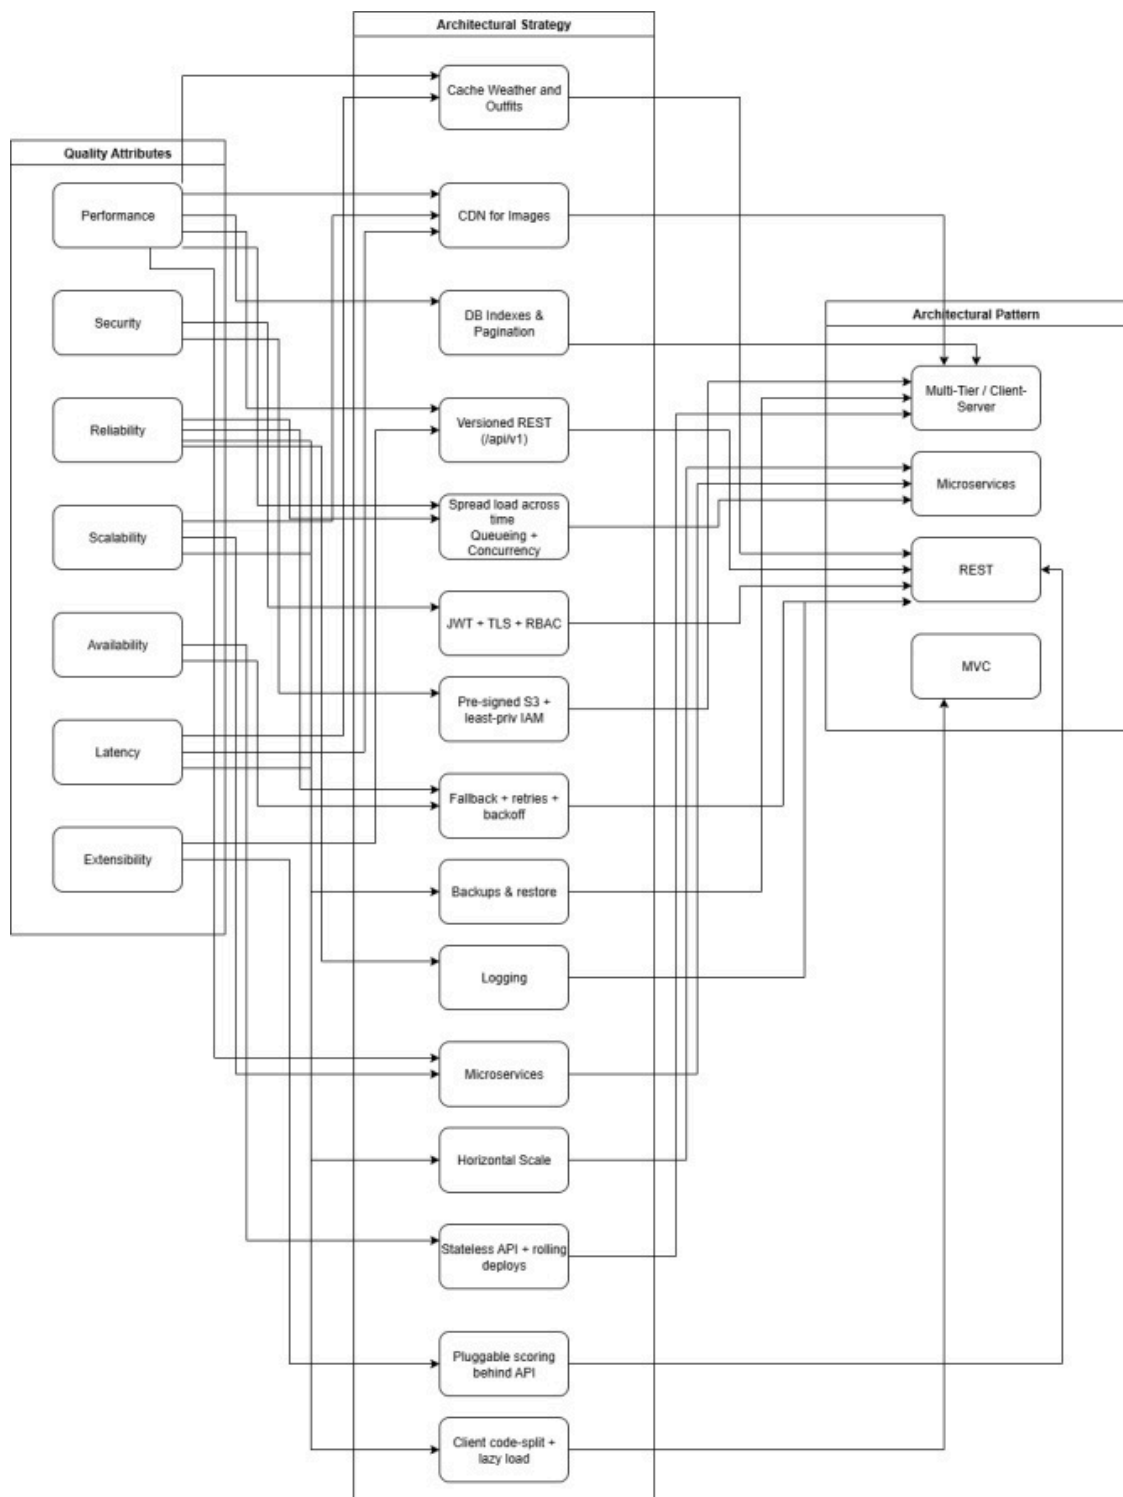 Architectural Strategy
Cache Weather and
Outfits
Quality Attributes
Performance
CDN for Images
Security
DB Indexes &
Pagination
Architectural Pattern
Multi-Tier / Client-
Server
Reliability
Versioned REST
(/api/v1)
Microservices
Scalability
Spread load across
time
Queueing +
Concurrency
REST
Availability
JWT + TLS + RBAC
MVC
Latency
Pre-signed S3 +
least-priv IAM
Fallback + retries +
backoff
Extensibility
Backups & restore
Logging
Microservices
Horizontal Scale
Stateless API + rolling
deploys
Pluggable scoring
behind API
Client code-split +
lazy load